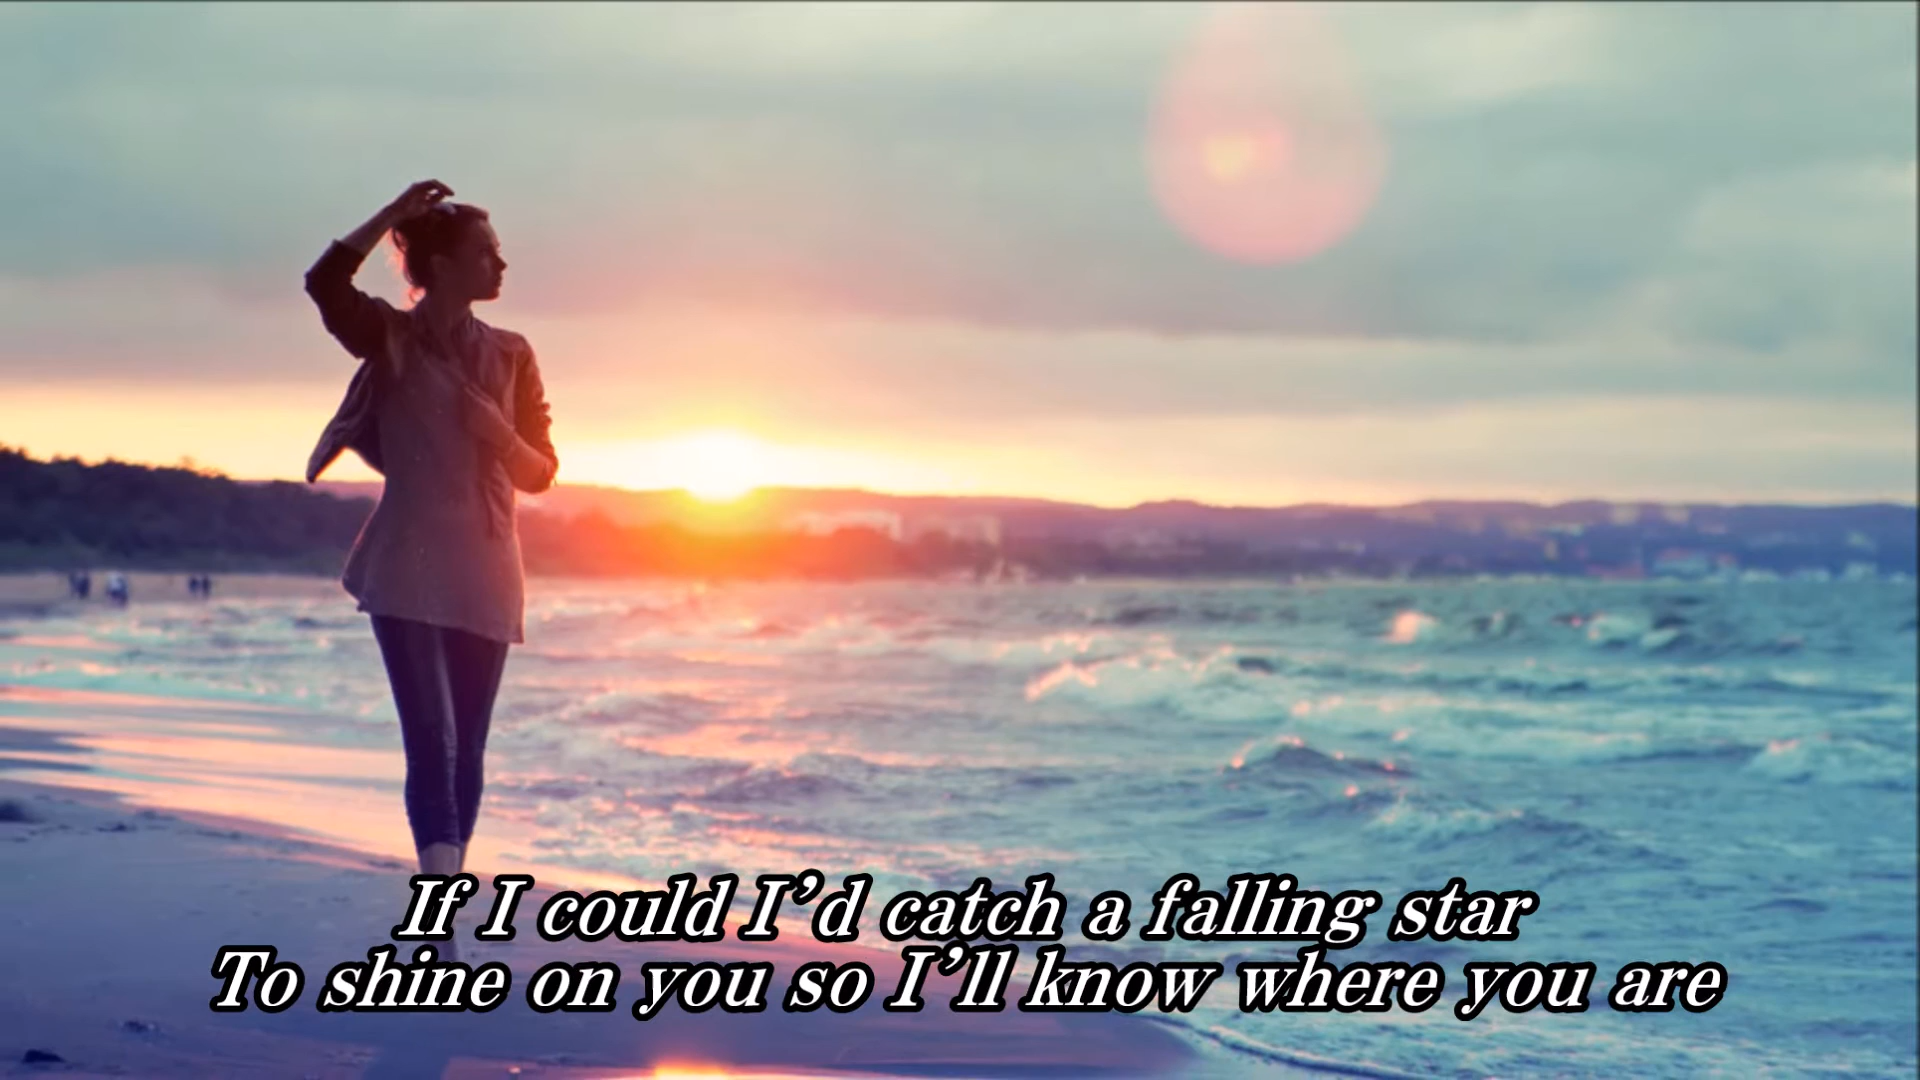 If I could I’d catch a falling star
To shine on you so I’ll know where you are